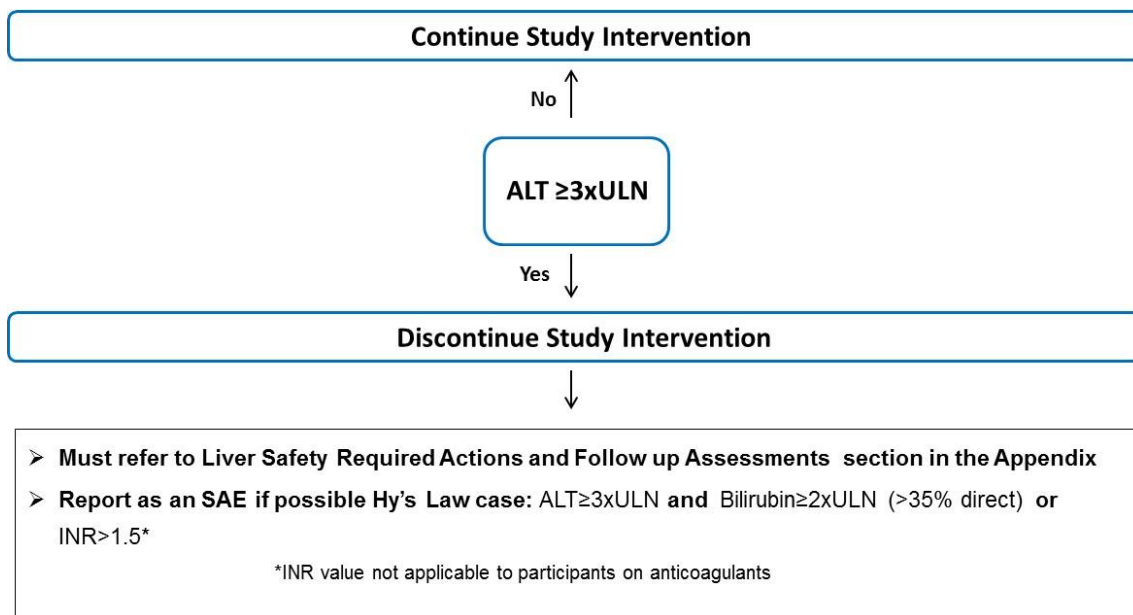 Continue Study Intervention
No
ALT ≥3xULN
Yes
Discontinue Study Intervention
➢ Must refer to Liver Safety Required Actions and Follow up Assessments section in the Appendix
➢ Report as an SAE if possible Hy's Law case: ALT≥3xULN and Bilirubin≥2xULN (>35% direct) or
INR>1.5*
*INR value not applicable to participants on anticoagulants